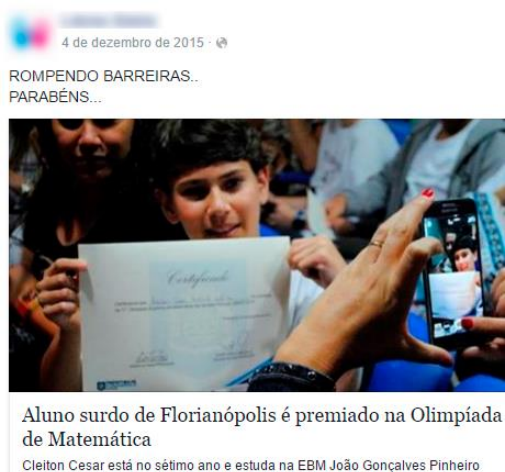 4 de dezembro de 2015 ·
ROMPENDO BARREIRAS..
PARABÉNS...
Certificado
Aluno surdo de Florianópolis é premiado na Olimpíada
de Matemática
Cleiton Cesar está no sétimo ano e estuda na EBM João Gonçalves Pinheiro